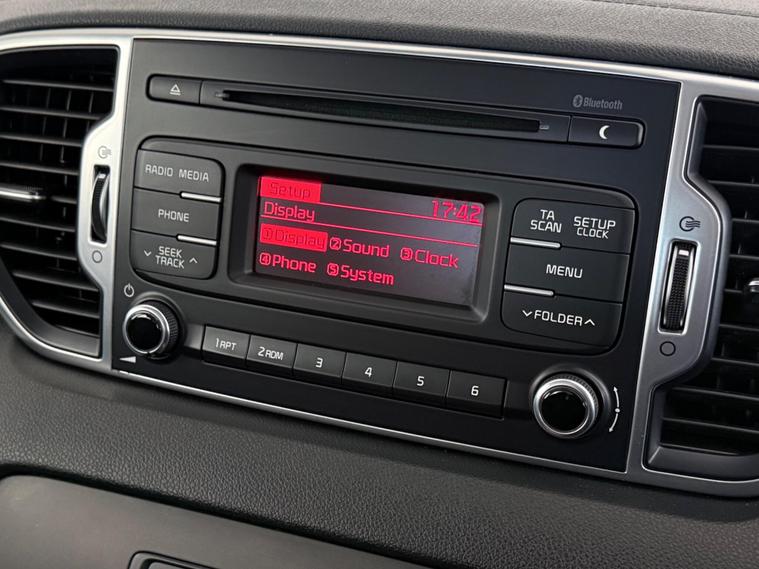 Bluetooth
RADIO MEDIA
PHONE
SEEK
TRACK
Setup 17:42
Display
1 Display 2 Sound 3 Clock
4 Phone 5 System
TA
SCAN
SETUP
CLOCK
MENU
FOLDER
1 RPT
2 RDM
3
4
5
6